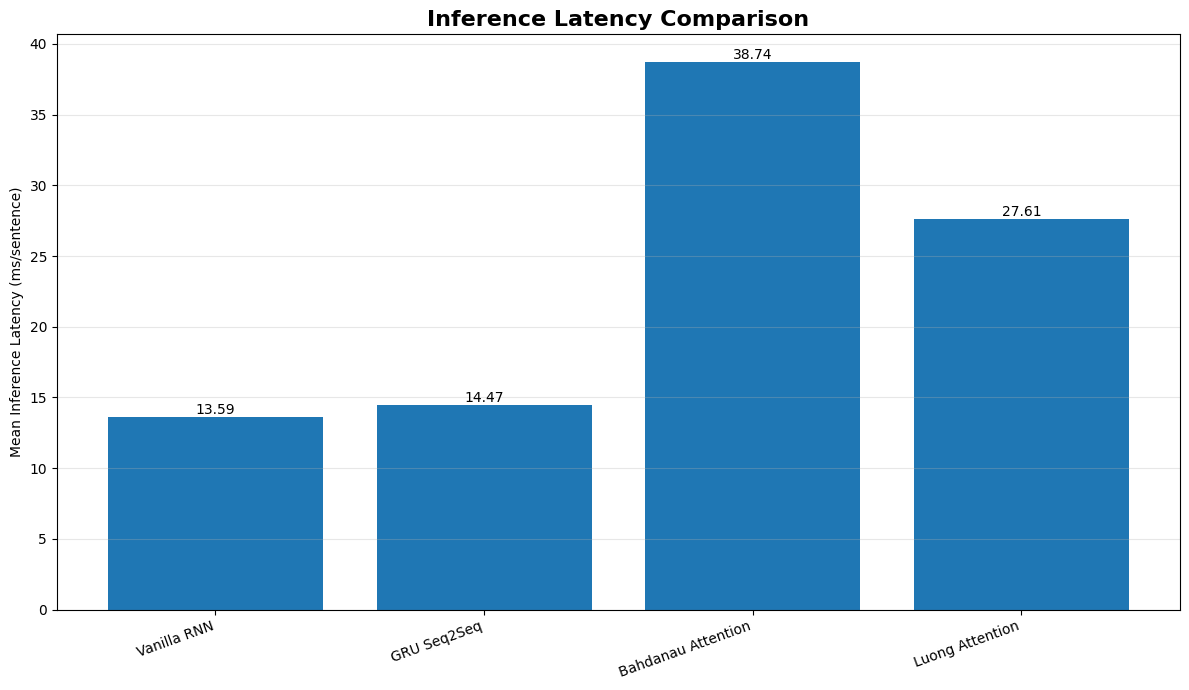 Inference Latency Comparison
Mean Inference Latency (ms/sentence)
40
35
30
25
20
15
10
5
0
13.59
14.47
38.74
27.61
Vanilla RNN
GRU Seq2Seq
Bahdanau Attention
Luong Attention